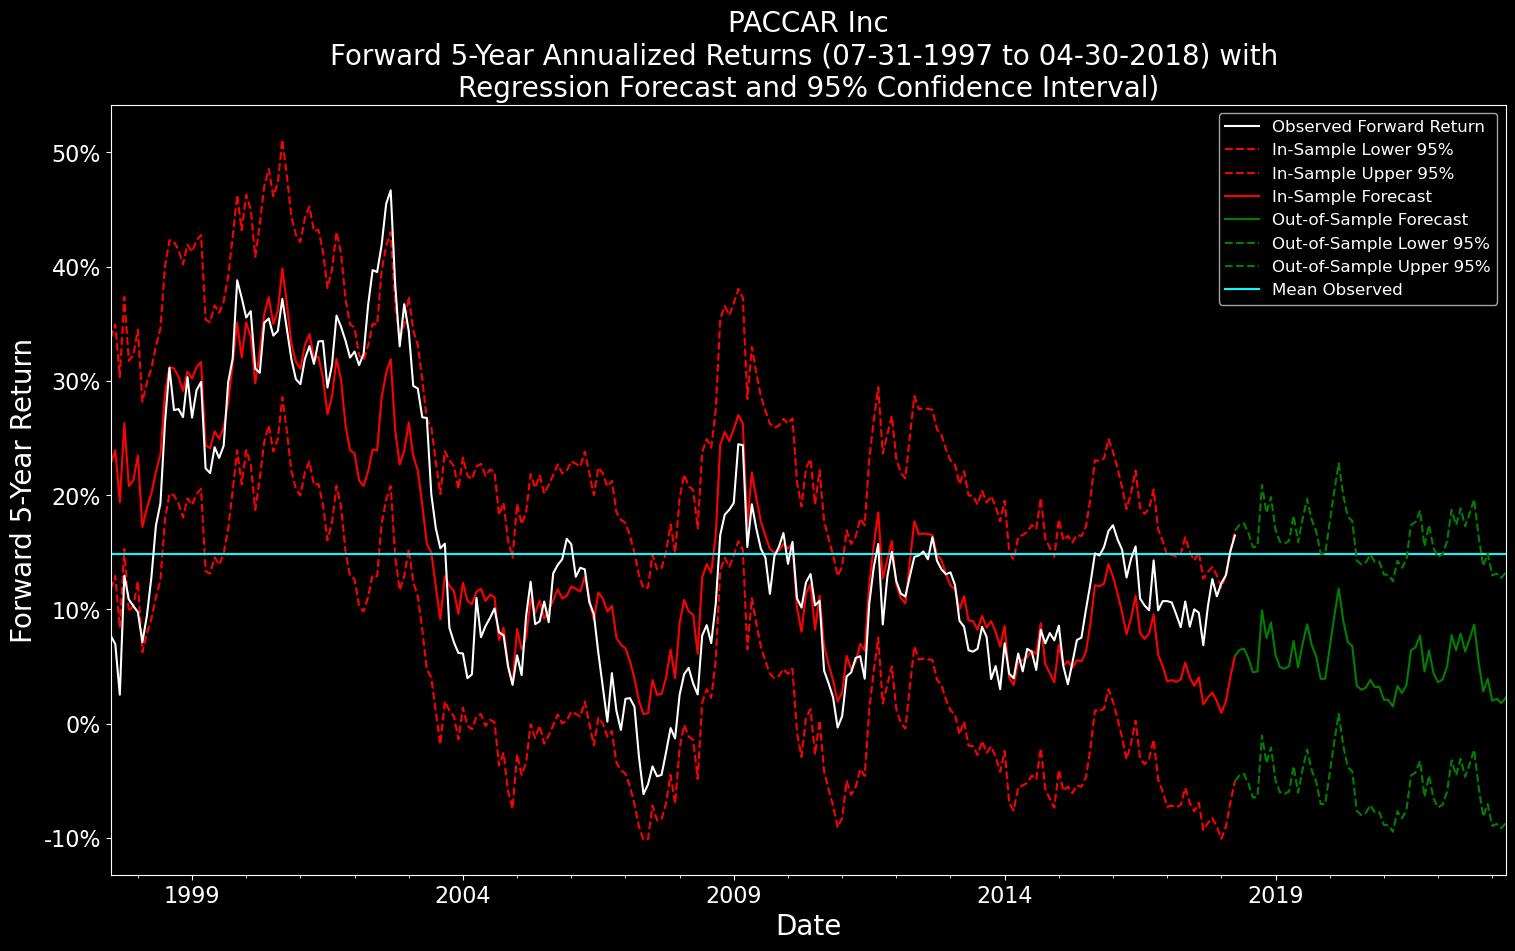 PACCAR Inc
Forward 5-Year Annualized Returns (07-31-1997 to 04-30-2018) with
Regression Forecast and 95% Confidence Interval)
Observed Forward Return
In-Sample Lower 95%
In-Sample Upper 95%
In-Sample Forecast
Out-of-Sample Forecast
Out-of-Sample Lower 95%
Out-of-Sample Upper 95%
Mean Observed
Forward 5-Year Return
50%
40%
30%
20%
10%
0%
-10%
1999
2004
2009
2014
2019
Date